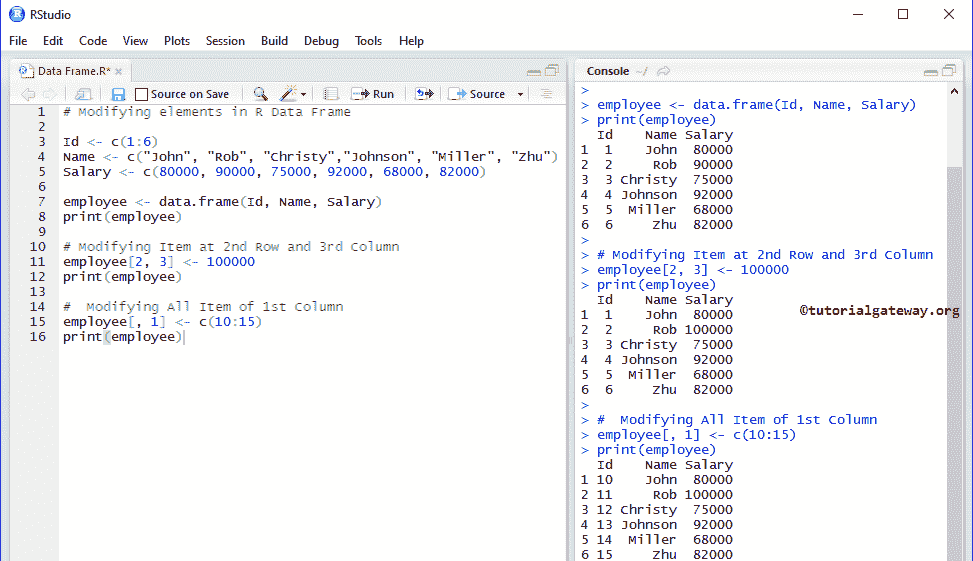 RStudio
File Edit Code View Plots Session Build Debug Tools Help
Data Frame.R*
Source on Save Run Source
1 # Modifying elements in R Data Frame
2
3 Id <- c(1:6)
4 Name <- c("John", "Rob", "Christy","Johnson", "Miller", "Zhu")
5 Salary <- c(80000, 90000, 75000, 92000, 68000, 82000)
6
7 employee <- data.frame(Id, Name, Salary)
8 print(employee)
9
10 # Modifying Item at 2nd Row and 3rd Column
11 employee[2, 3] <- 100000
12 print(employee)
13
14 #  Modifying All Item of 1st Column
15 employee[, 1] <- c(10:15)
16 print(employee)
Console ~/
>
> employee <- data.frame(Id, Name, Salary)
> print(employee)
  Id    Name Salary
1  1    John  80000
2  2     Rob  90000
3  3 Christy  75000
4  4 Johnson  92000
5  5  Miller  68000
6  6     Zhu  82000
>
> # Modifying Item at 2nd Row and 3rd Column
> employee[2, 3] <- 100000
> print(employee)
  Id    Name Salary
1  1    John  80000
2  2     Rob 100000
3  3 Christy  75000
4  4 Johnson  92000
5  5  Miller  68000
6  6     Zhu  82000
>
> #  Modifying All Item of 1st Column
> employee[, 1] <- c(10:15)
> print(employee)
  Id    Name Salary
1 10    John  80000
2 11     Rob 100000
3 12 Christy  75000
4 13 Johnson  92000
5 14  Miller  68000
6 15     Zhu  82000
©tutorialgateway.org